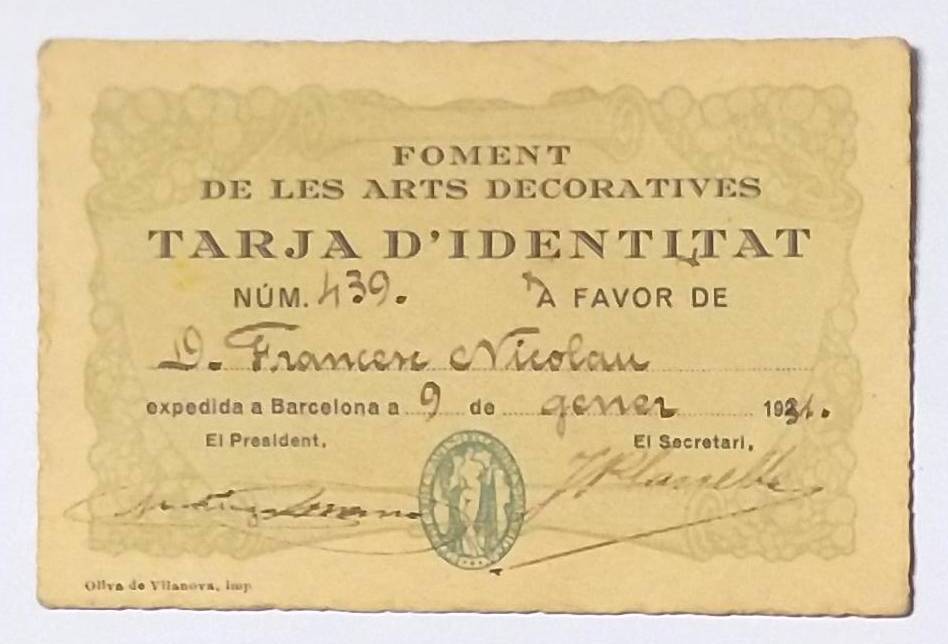 FOMENT
DE LES ARTS DECORATIVES
TARJA D'IDENTITAT
NÚM. 439. A FAVOR DE
D. Francesc Nicolau
expedida a Barcelona a 9 de gener 1931.
El President, El Secretari,
Oliva de Vilanova, imp